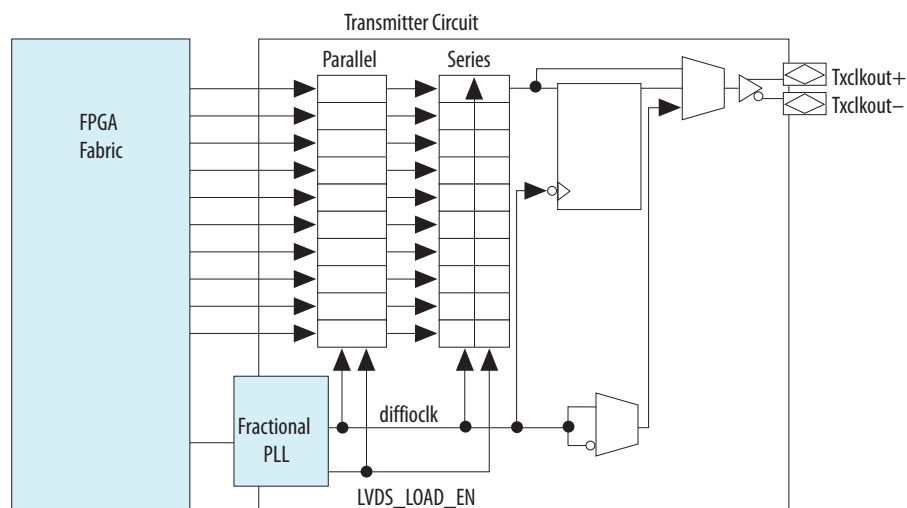 Transmitter Circuit
Parallel
Series
Txclkout+
Txclkout–
FPGA
Fabric
Fractional
PLL
diffioclk
LVDS_LOAD_EN